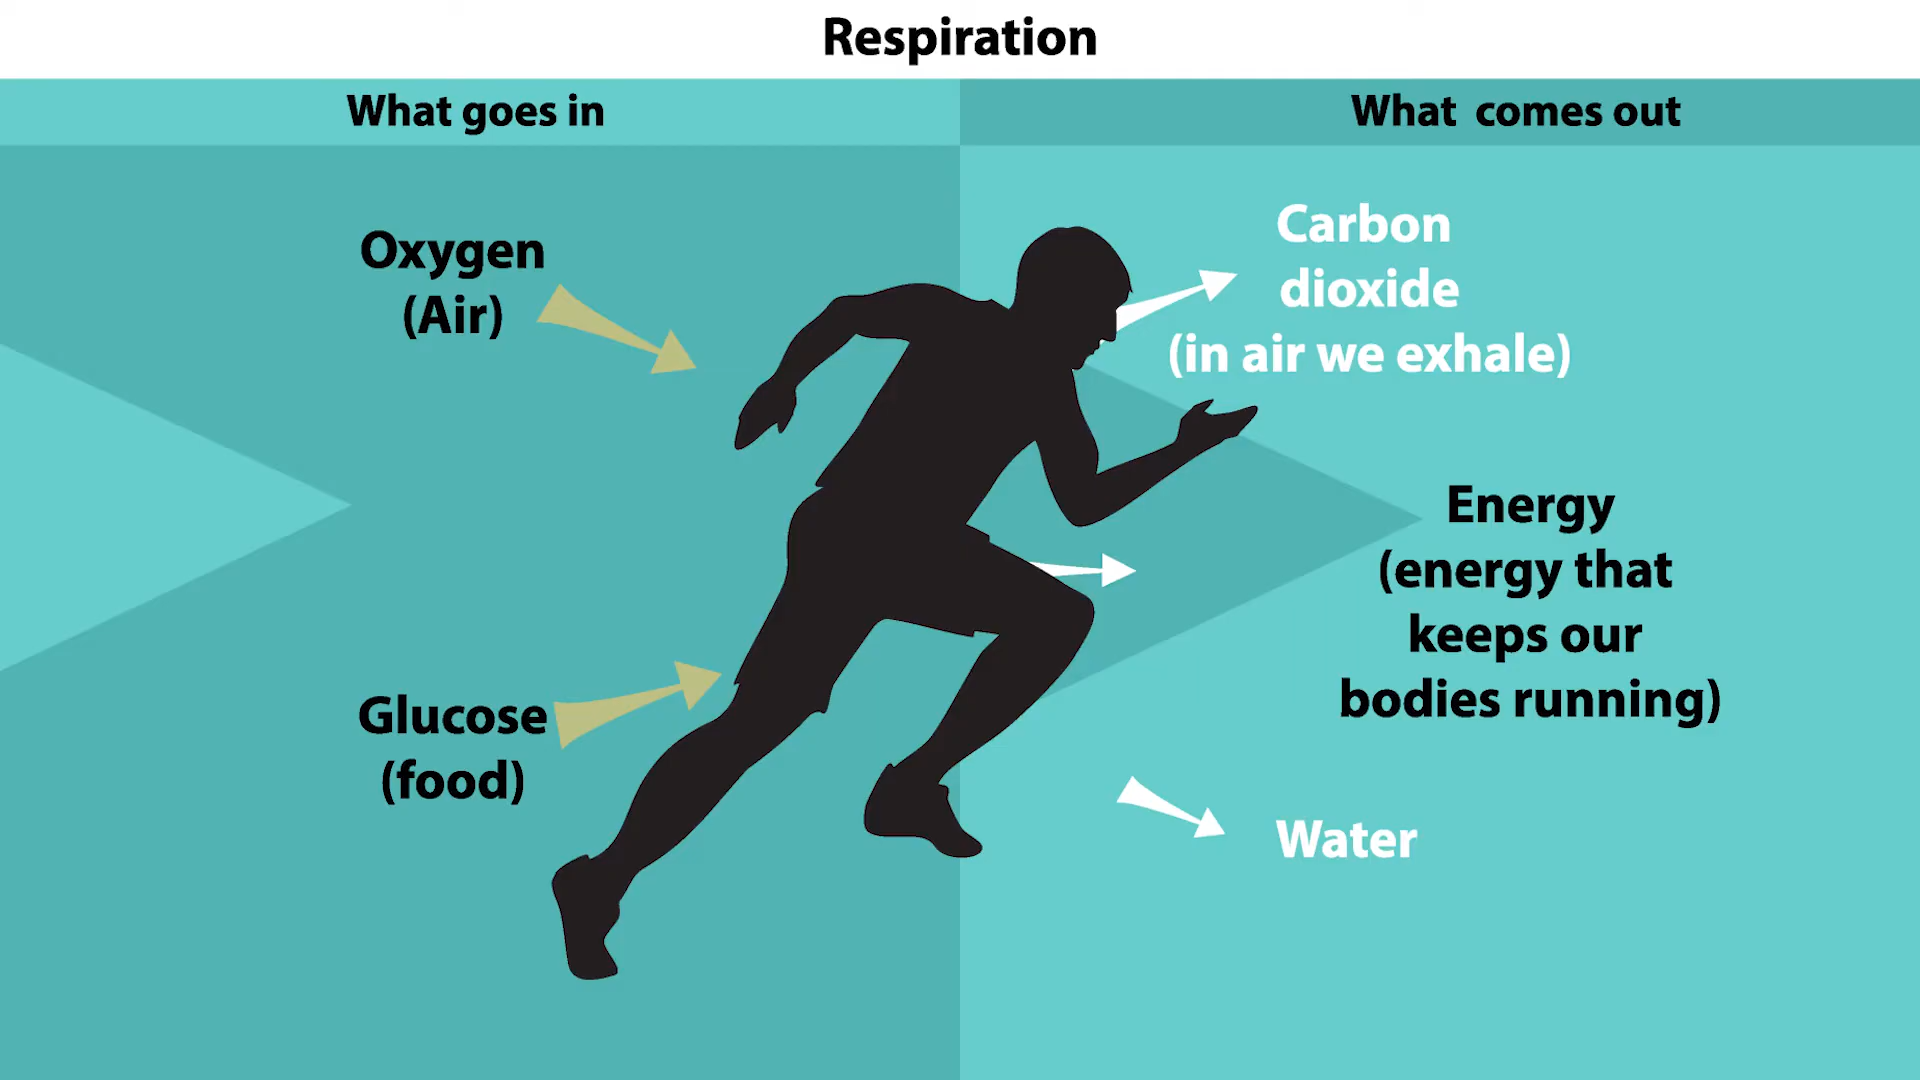 Respiration
What goes in
What comes out
Oxygen
(Air)
Glucose
(food)
Carbon
dioxide
(in air we exhale)
Energy
(energy that
keeps our
bodies running)
Water